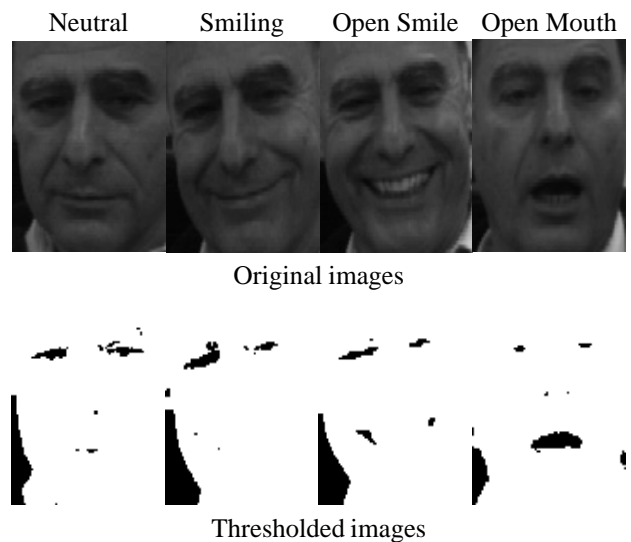 Neutral Smiling Open Smile Open Mouth
Original images
Thresholded images